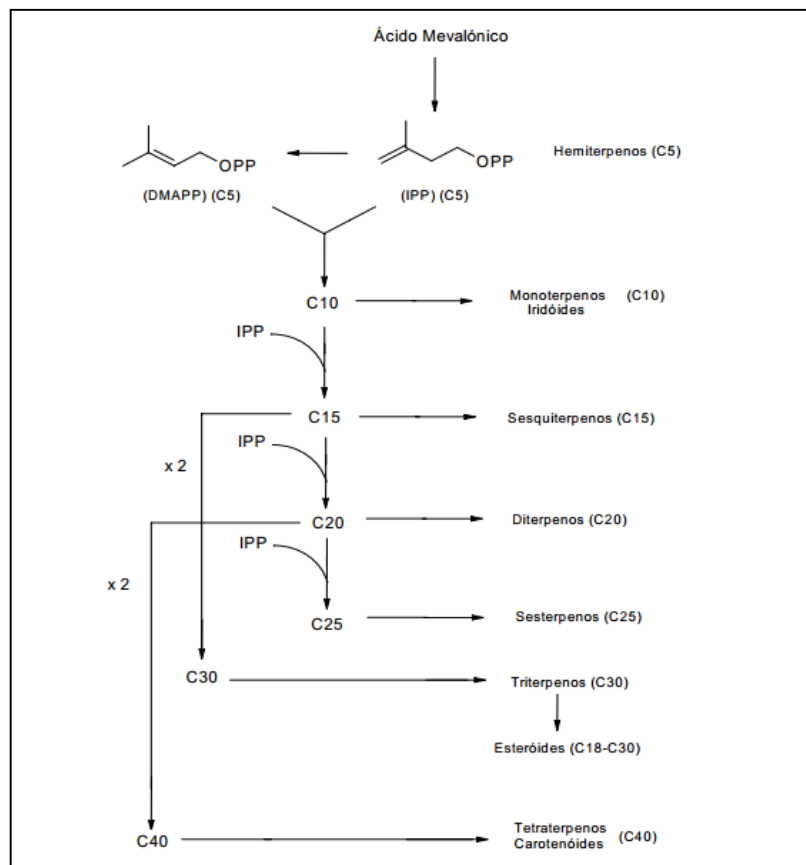 Ácido Mevalónico
OPP
OPP
Hemiterpenos (C5)
(DMAPP) (C5)
(IPP) (C5)
C10
Monoterpenos (C10)
Iridóides
IPP
C15
Sesquiterpenos (C15)
IPP
x 2
C20
Diterpenos (C20)
IPP
x 2
C25
Sesterpenos (C25)
C30
Triterpenos (C30)
Esteróides (C18-C30)
C40
Tetraterpenos (C40)
Carotenóides